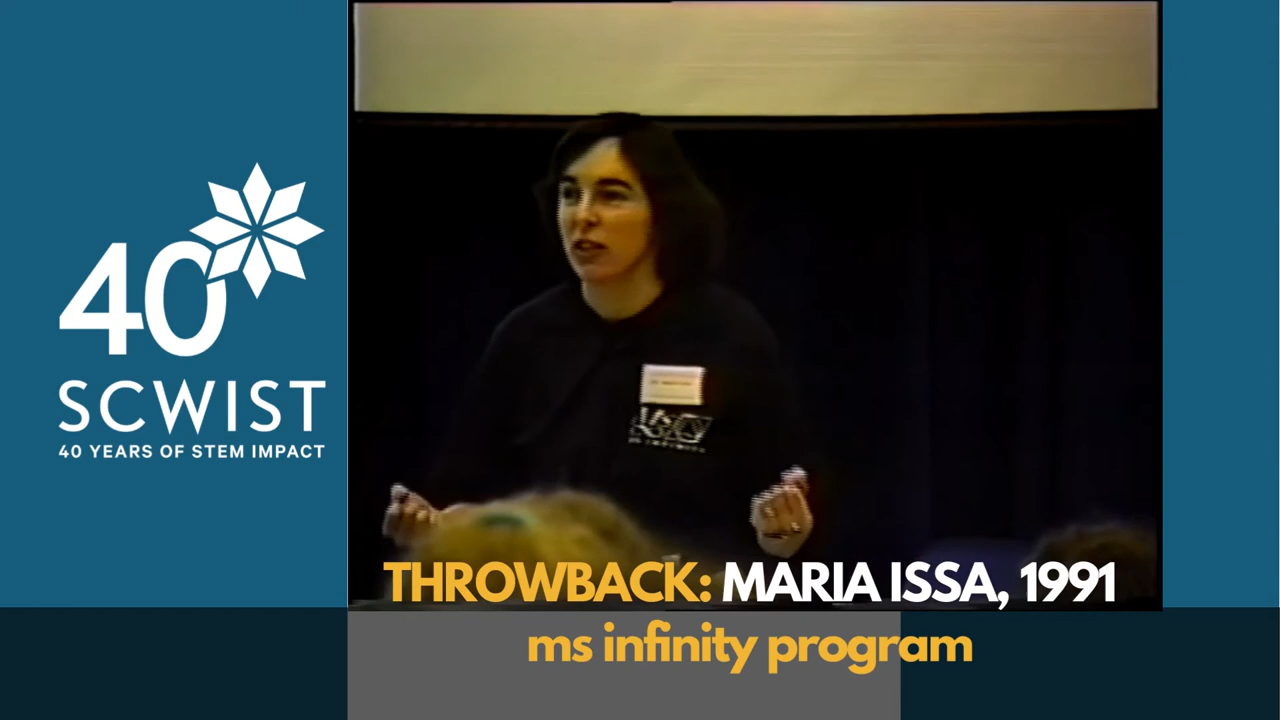 40
SCWIST
40 YEARS OF STEM IMPACT
THROWBACK: MARIA ISSA, 1991
ms infinity program